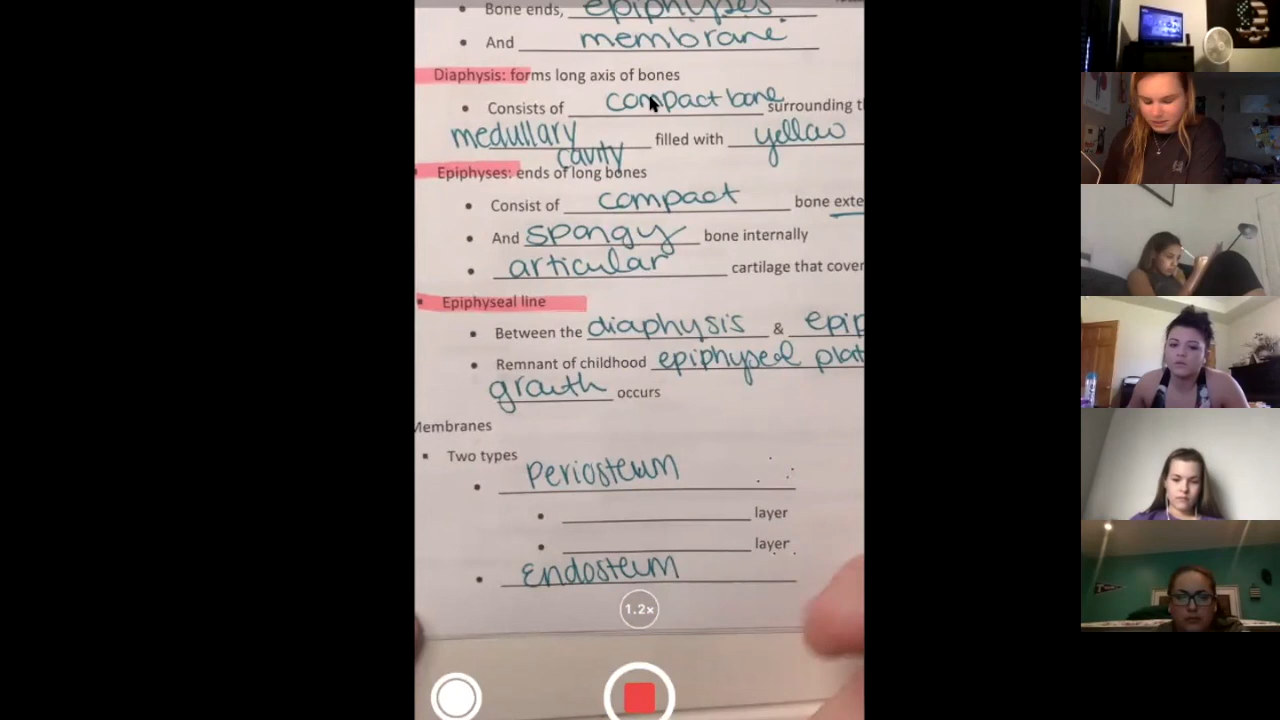 • Bone ends, epiphyses
• And membrane
Diaphysis: forms long axis of bones
• Consists of compact bone surrounding
medullary cavity filled with yellow
▪ Epiphyses: ends of long bones
• Consist of compact bone
• And spongy bone internally
• articular cartilage that cover
▪ Epiphyseal line
• Between the diaphysis &
• Remnant of childhood epiphyseal
growth occurs
Membranes
▪ Two types
• Periosteum
• layer
• layer
• Endosteum
1.2×